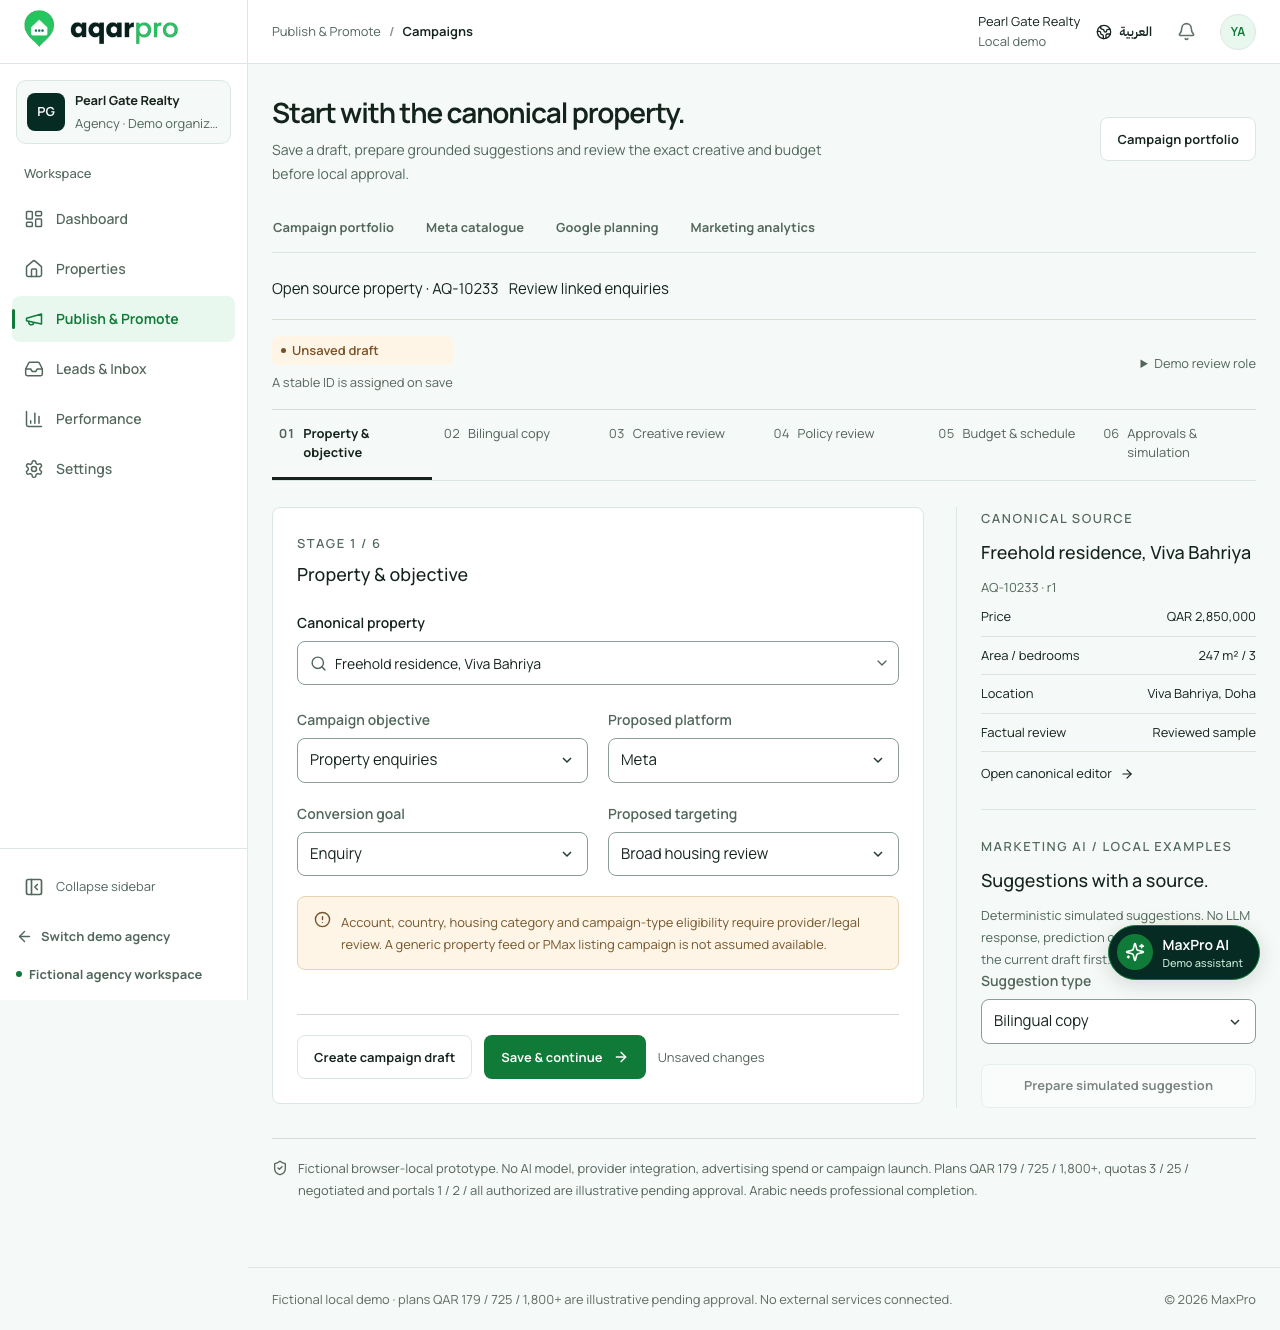 aqarpro
Publish & Promote / Campaigns
Pearl Gate Realty
Local demo
العربية
YA
PG
Pearl Gate Realty
Agency · Demo organiz...
Workspace
Dashboard
Properties
Publish & Promote
Leads & Inbox
Performance
Settings
Collapse sidebar
Switch demo agency
Fictional agency workspace
Start with the canonical property.
Save a draft, prepare grounded suggestions and review the exact creative and budget
before local approval.
Campaign portfolio
Campaign portfolio
Meta catalogue
Google planning
Marketing analytics
Open source property · AQ-10233 Review linked enquiries
Unsaved draft
A stable ID is assigned on save
Demo review role
01 Property &
objective
02 Bilingual copy
03 Creative review
04 Policy review
05 Budget & schedule
06 Approvals &
simulation
STAGE 1 / 6
Property & objective
Canonical property
Freehold residence, Viva Bahriya
Campaign objective
Property enquiries
Proposed platform
Meta
Conversion goal
Enquiry
Proposed targeting
Broad housing review
Account, country, housing category and campaign-type eligibility require provider/legal
review. A generic property feed or PMax listing campaign is not assumed available.
Create campaign draft
Save & continue
Unsaved changes
CANONICAL SOURCE
Freehold residence, Viva Bahriya
AQ-10233 · r1
Price QAR 2,850,000
Area / bedrooms 247 m² / 3
Location Viva Bahriya, Doha
Factual review Reviewed sample
Open canonical editor
MARKETING AI / LOCAL EXAMPLES
Suggestions with a source.
Deterministic simulated suggestions. No LLM
response, prediction
the current draft first.
MaxPro AI
Demo assistant
Suggestion type
Bilingual copy
Prepare simulated suggestion
Fictional browser-local prototype. No AI model, provider integration, advertising spend or campaign launch. Plans QAR 179 / 725 / 1,800+, quotas 3 / 25 /
negotiated and portals 1 / 2 / all authorized are illustrative pending approval. Arabic needs professional completion.
Fictional local demo · plans QAR 179 / 725 / 1,800+ are illustrative pending approval. No external services connected.
© 2026 MaxPro